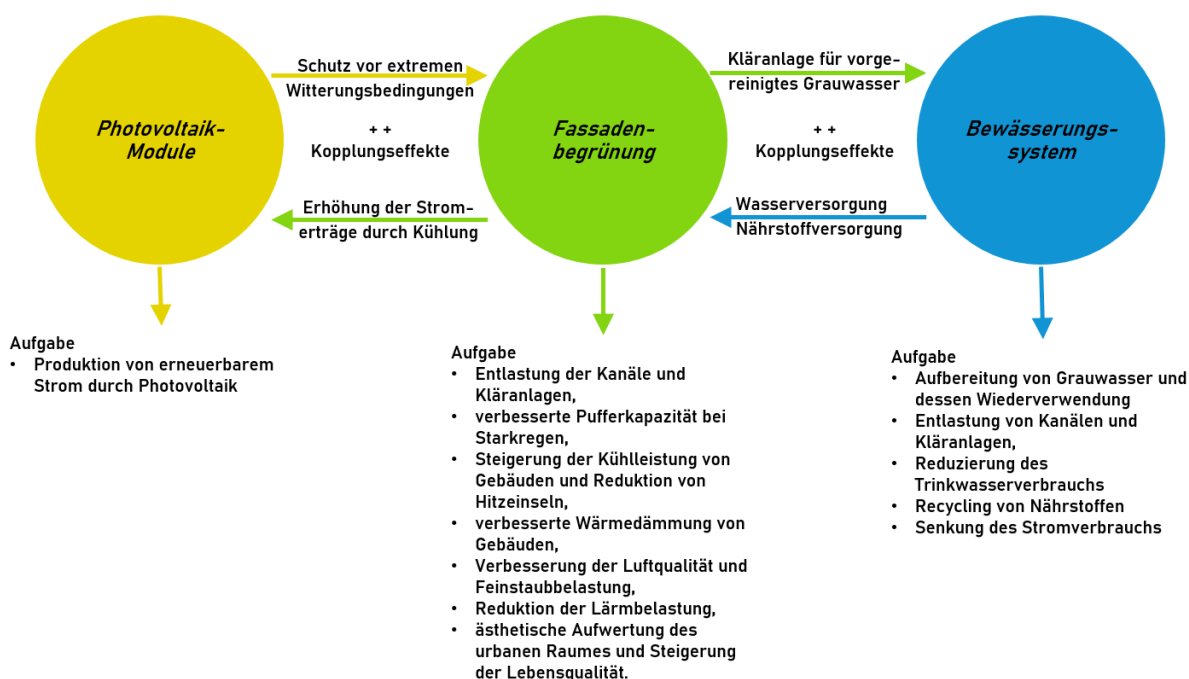 Photovoltaik-
Module
Schutz vor extremen
Witterungsbedingungen
++
Kopplungseffekte
Erhöhung der Strom-
erträge durch Kühlung
Fassaden-
begrünung
Kläranlage für vorge-
reinigtes Grauwasser
++
Kopplungseffekte
Wasserversorgung
Nährstoffversorgung
Bewässerungs-
system
Aufgabe
• Produktion von erneuerbarem
Strom durch Photovoltaik
Aufgabe
• Entlastung der Kanäle und
Kläranlagen,
• verbesserte Pufferkapazität bei
Starkregen,
• Steigerung der Kühlleistung von
Gebäuden und Reduktion von
Hitzeinseln,
• verbesserte Wärmedämmung von
Gebäuden,
• Verbesserung der Luftqualität und
Feinstaubbelastung,
• Reduktion der Lärmbelastung,
• ästhetische Aufwertung des
urbanen Raumes und Steigerung
der Lebensqualität.
Aufgabe
• Aufbereitung von Grauwasser und
dessen Wiederverwendung
• Entlastung von Kanälen und
Kläranlagen,
• Reduzierung des
Trinkwasserverbrauchs
• Recycling von Nährstoffen
• Senkung des Stromverbrauchs